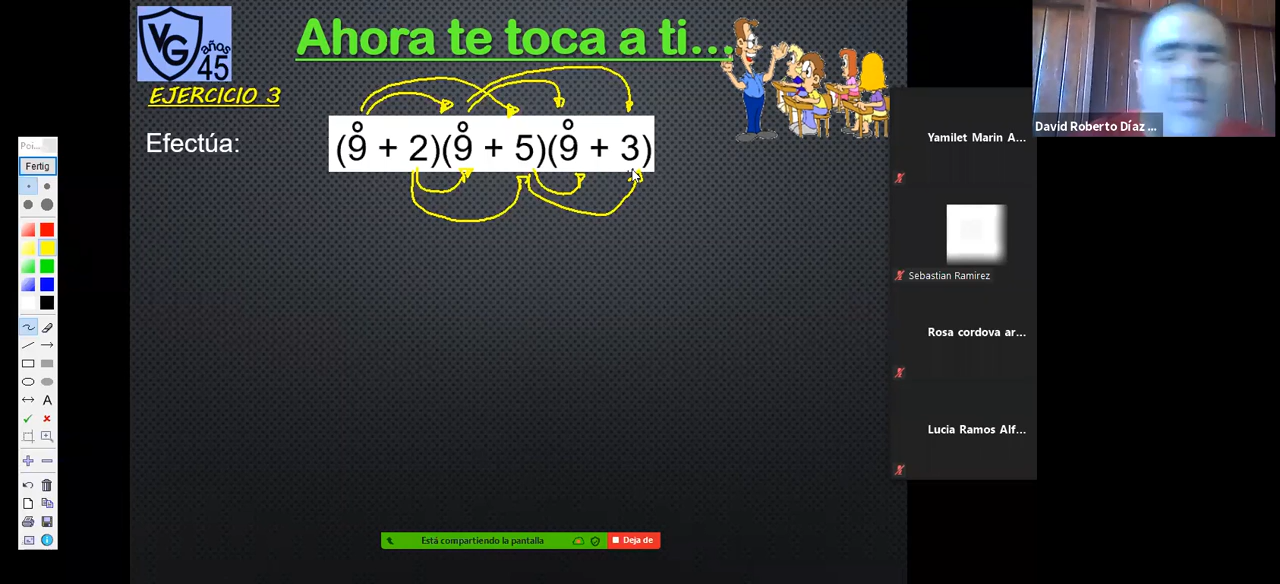 VG
años
45
Ahora te toca a ti...
EJERCICIO 3
Efectúa:
(9̊ + 2)(9̊ + 5)(9̊ + 3)
Poi...
Fertig
A
David Roberto Díaz ...
Yamilet Marin A...
Sebastian Ramirez
Rosa cordova ar...
Lucia Ramos Alf...
Está compartiendo la pantalla
Deja de